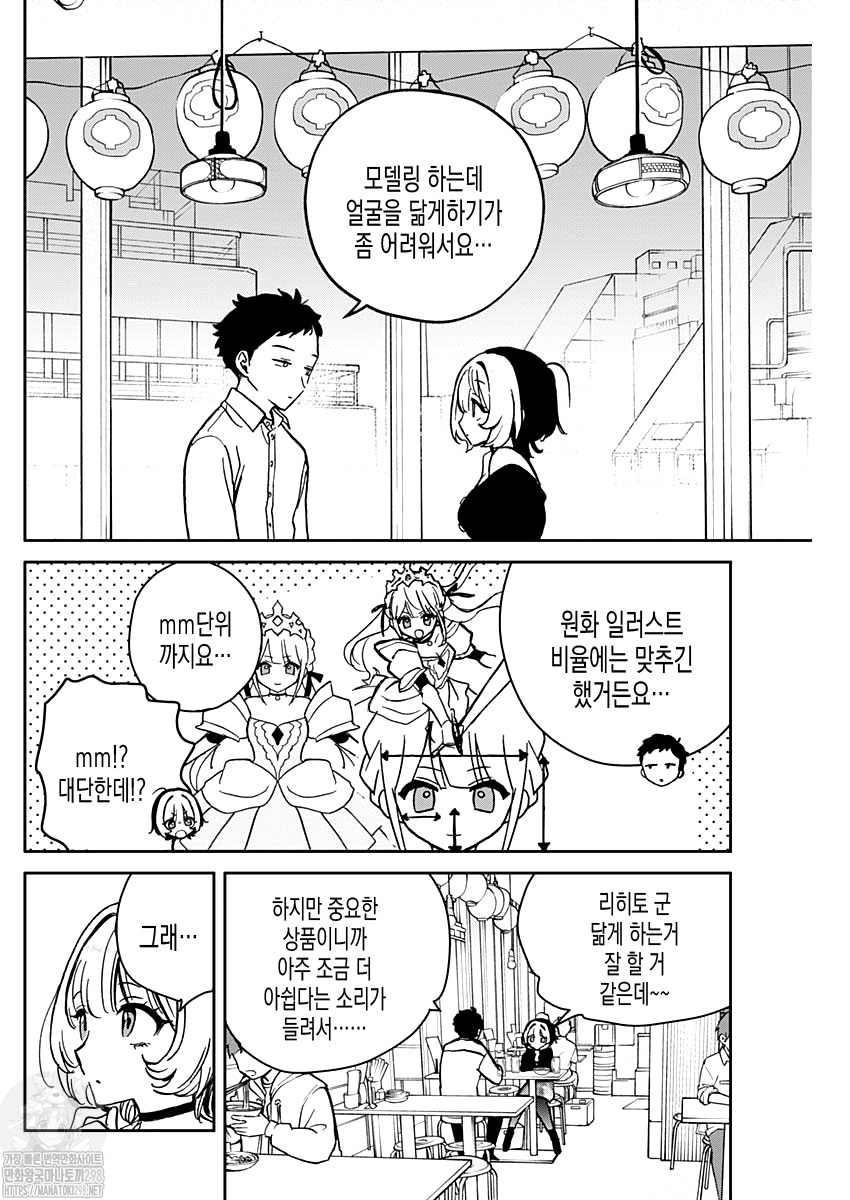 모델링 하는데
얼굴을 닮게하기가
좀 어려워서요…
원화 일러스트
비율에는 맞추긴
했거든요…
mm단위
까지요…
mm!?
대단한데!?
리히토 군
닮게 하는거
잘 할 거
같은데~~
하지만 중요한
상품이니까
아주 조금 더
아쉽다는 소리가
들려서……
그래…
가장 빠른 번역만화사이트
만화왕국마나토끼298
HTTPS://MANATOKI298.NET